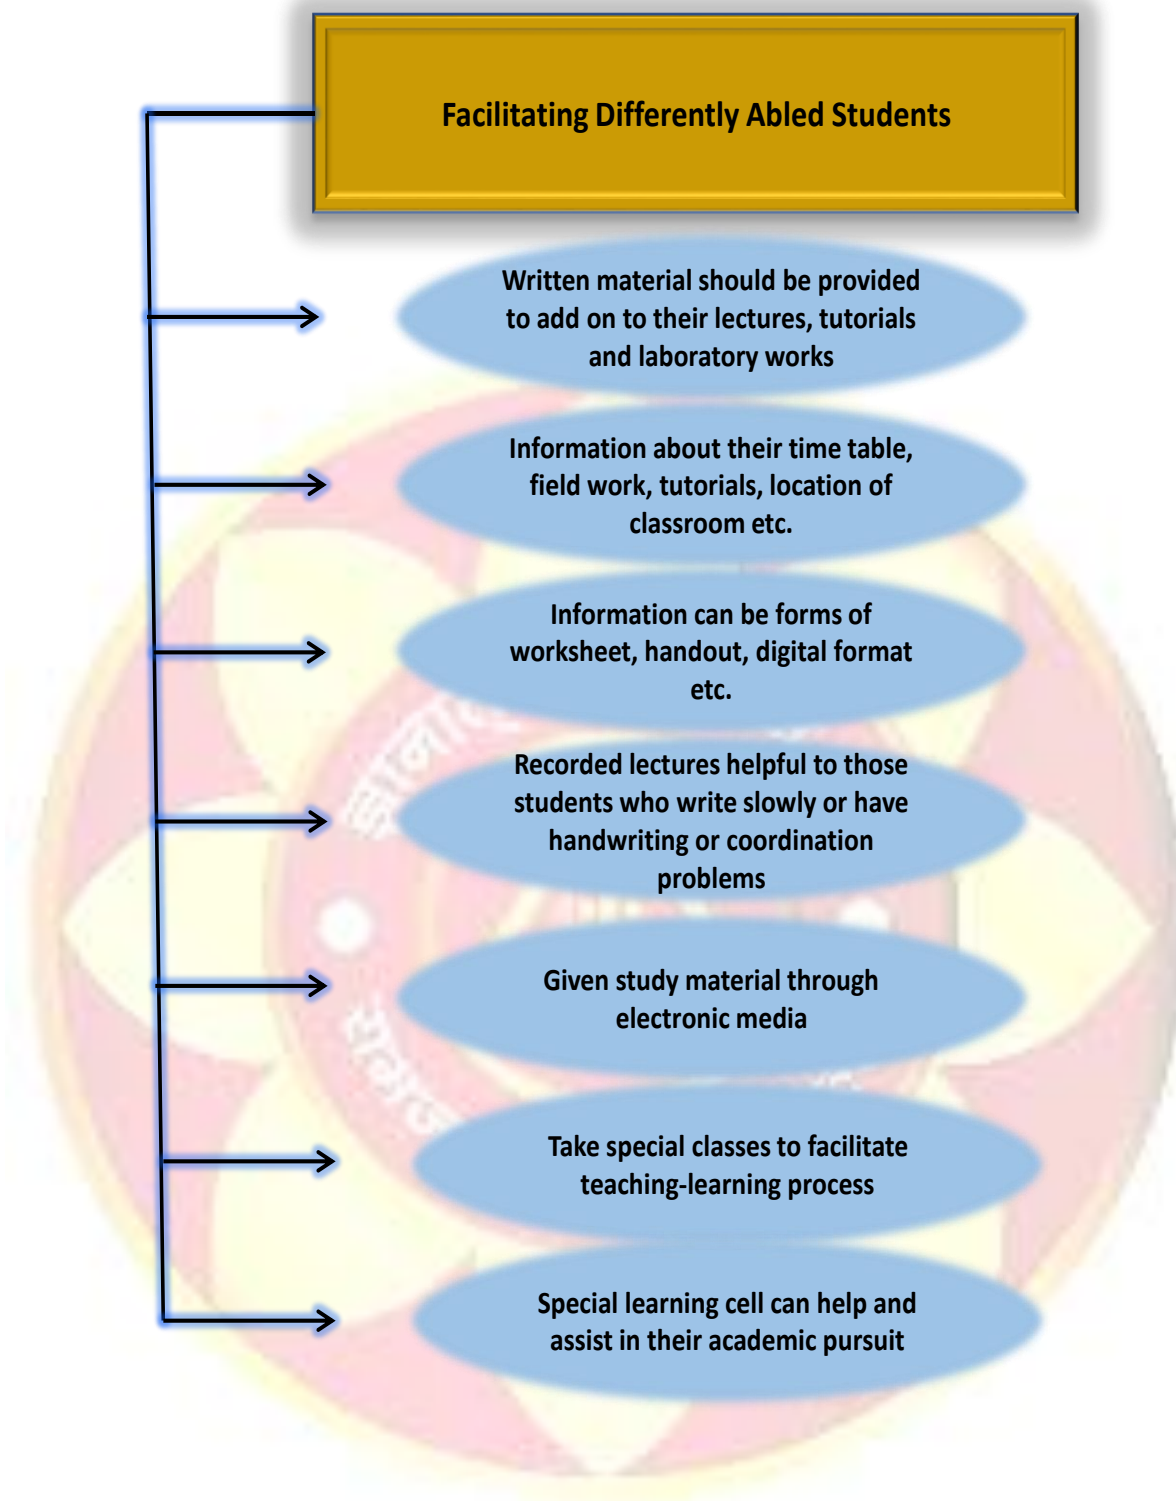 Facilitating Differently Abled Students
Written material should be provided
to add on to their lectures, tutorials
and laboratory works
Information about their time table,
field work, tutorials, location of
classroom etc.
Information can be forms of
worksheet, handout, digital format
etc.
Recorded lectures helpful to those
students who write slowly or have
handwriting or coordination
problems
Given study material through
electronic media
Take special classes to facilitate
teaching-learning process
Special learning cell can help and
assist in their academic pursuit